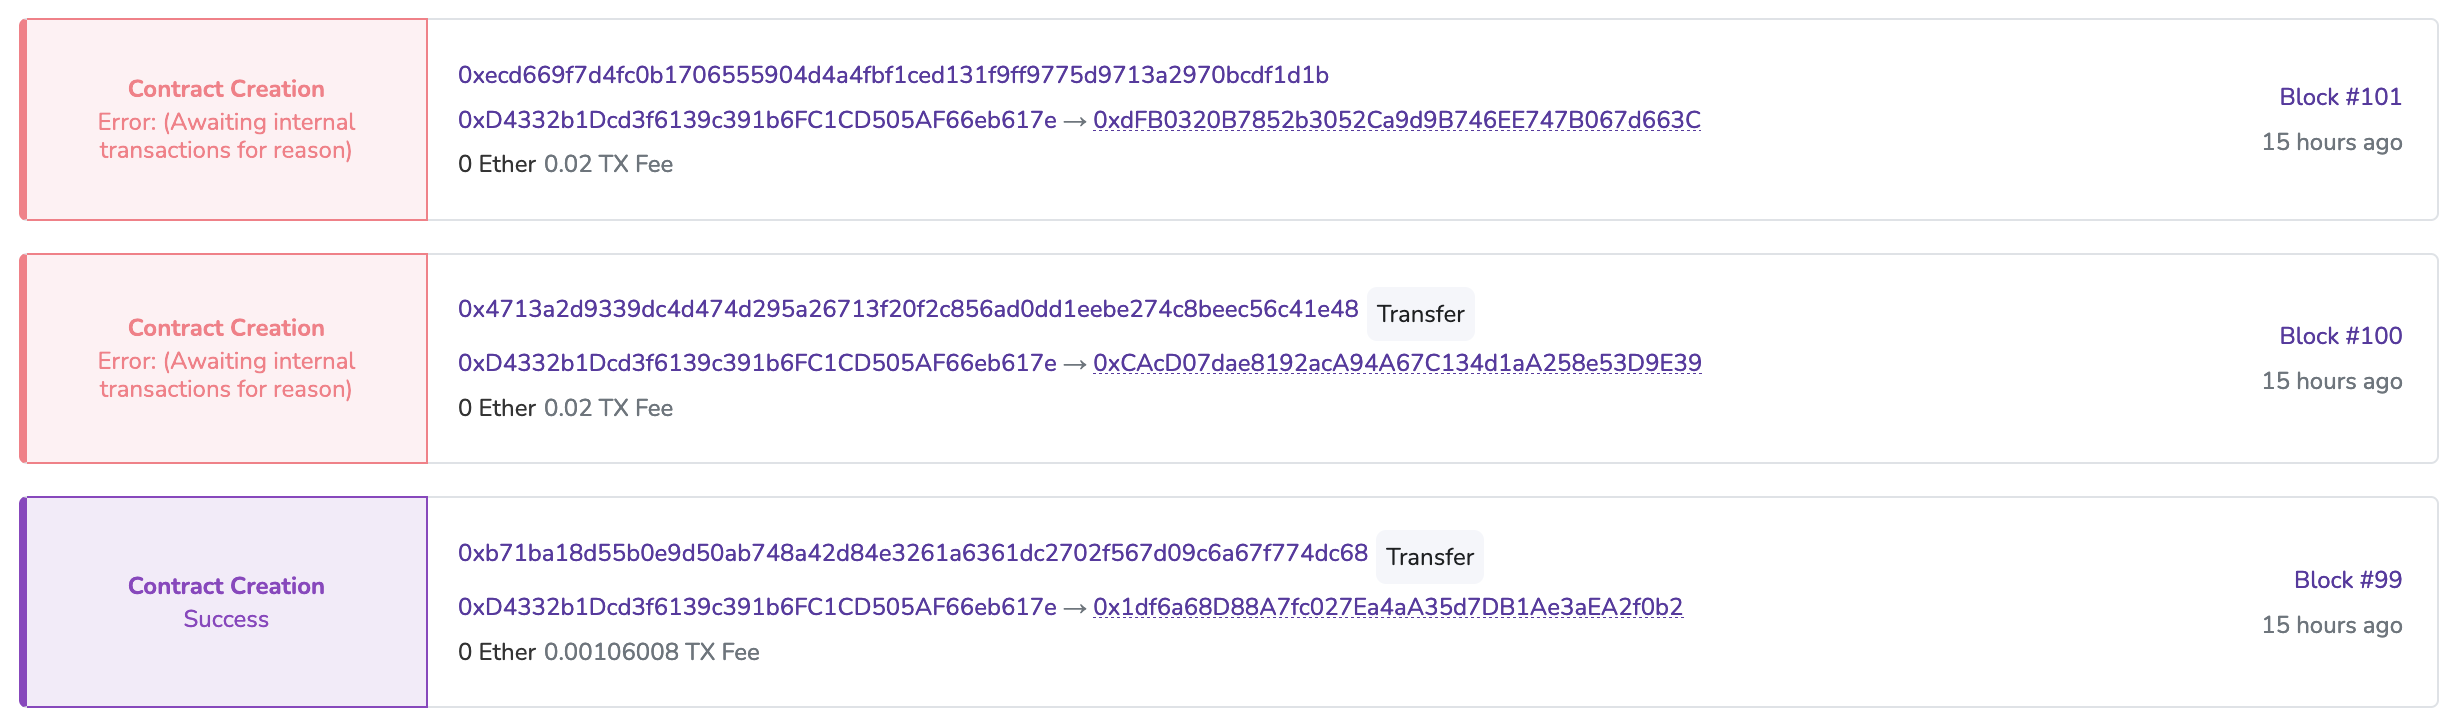 Contract Creation
Error: (Awaiting internal
transactions for reason)
0xecd669f7d4fc0b1706555904d4a4fbf1ced131f9ff9775d9713a2970bcdf1d1b
0xD4332b1Dcd3f6139c391b6FC1CD505AF66eb617e → 0xdFB0320B7852b3052Ca9d9B746EE747B067d663C
0 Ether 0.02 TX Fee
Block #101
15 hours ago
Contract Creation
Error: (Awaiting internal
transactions for reason)
0x4713a2d9339dc4d474d295a26713f20f2c856ad0dd1eebe274c8beec56c41e48 Transfer
0xD4332b1Dcd3f6139c391b6FC1CD505AF66eb617e → 0xCAcD07dae8192acA94A67C134d1aA258e53D9E39
0 Ether 0.02 TX Fee
Block #100
15 hours ago
Contract Creation
Success
0xb71ba18d55b0e9d50ab748a42d84e3261a6361dc2702f567d09c6a67f774dc68 Transfer
0xD4332b1Dcd3f6139c391b6FC1CD505AF66eb617e → 0x1df6a68D88A7fc027Ea4aA35d7DB1Ae3aEA2f0b2
0 Ether 0.00106008 TX Fee
Block #99
15 hours ago